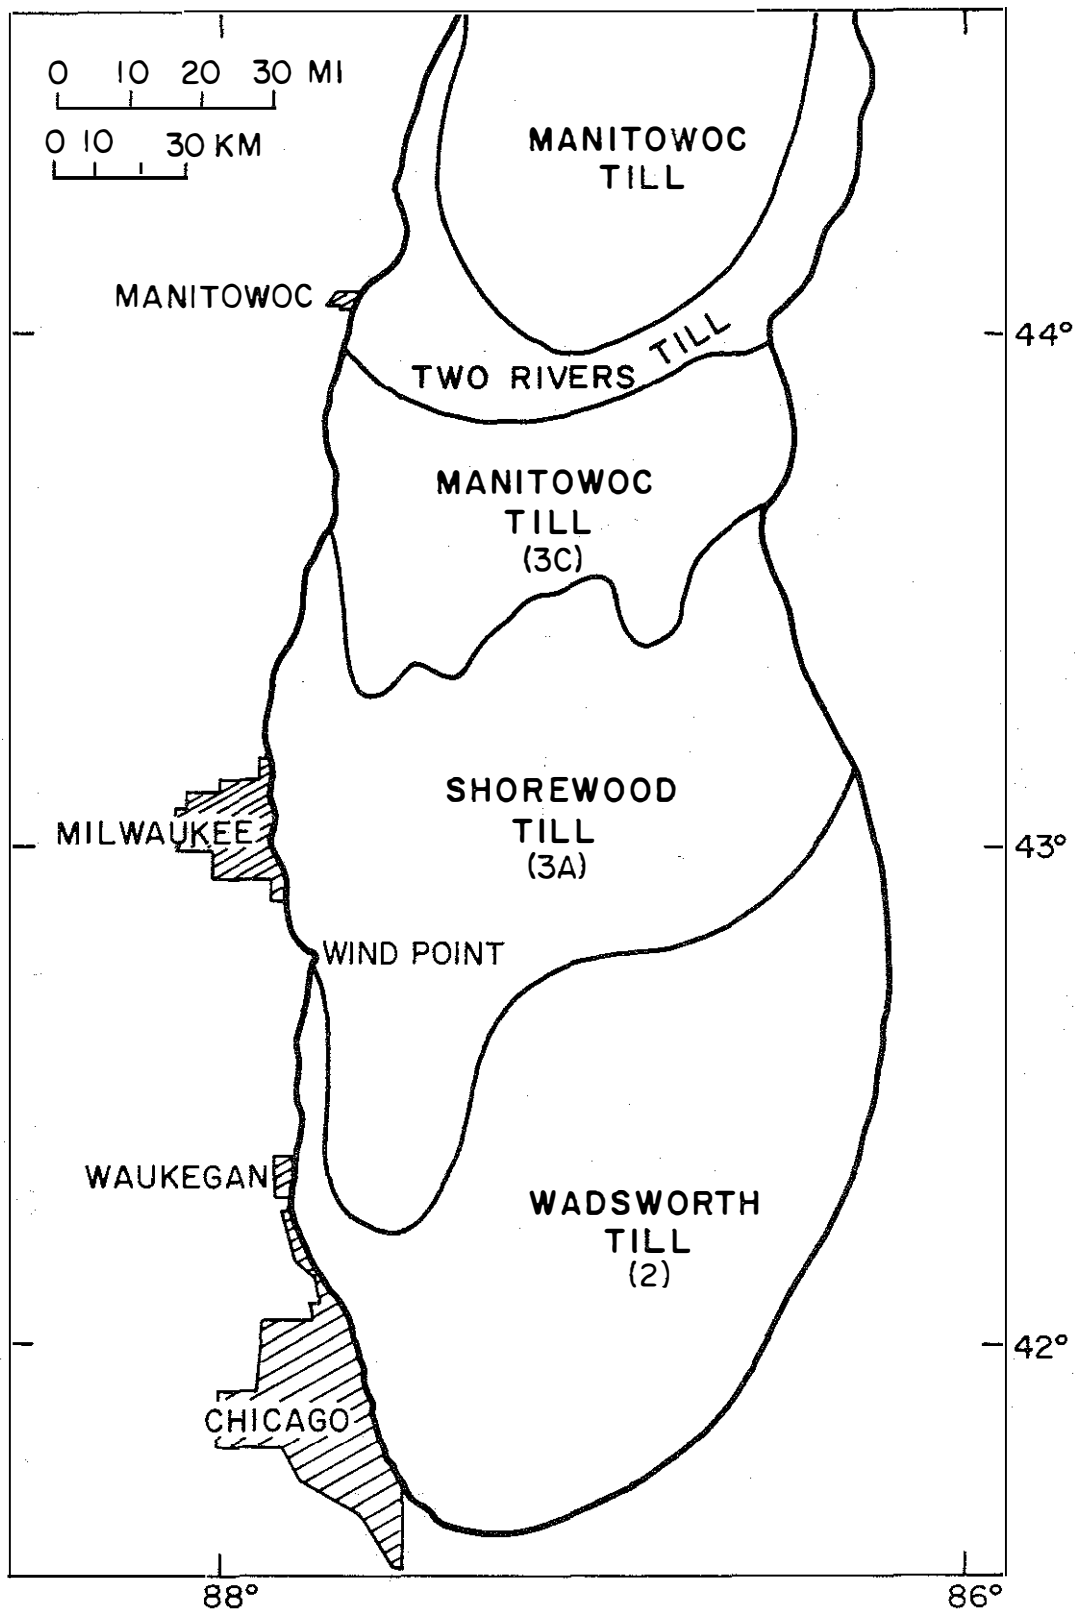 0 10 20 30 MI
0 10 30 KM
MANITOWOC
TILL
MANITOWOC
44°
TWO RIVERS TILL
MANITOWOC
TILL
(3C)
SHOREWOOD
TILL
(3A)
MILWAUKEE
43°
WIND POINT
WAUKEGAN
WADSWORTH
TILL
(2)
42°
CHICAGO
88°
86°